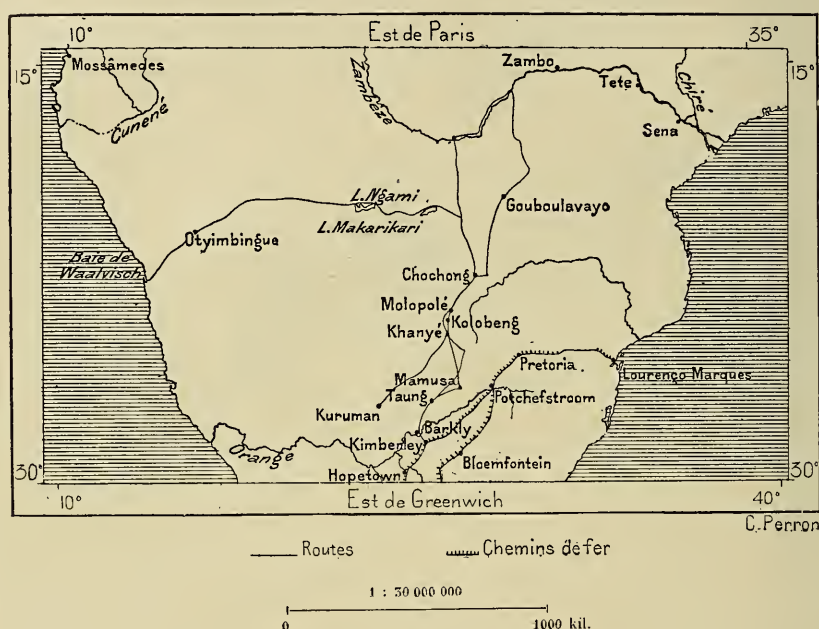 10°
Est de Paris
35°
15°
Mossâmedes
Cunené
Zambèze
Zambo
Tete
Chiré
15°
Sena
L.Ngami
L.Makarikari
Gouboulavayo
Otyimbingue
Baie de
Waalvisch
Chochong
Molopolé
Kolobeng
Khanyé
Pretoria
Lourenço Marques
Mamusa
Taung
Potchefstroom
Kuruman
Barkly
Kimberley
Orange
Bloemfontein
Hopetown
30°
30°
10°
Est de Greenwich
40°
C.Perron
Routes
Chemins de fer
1 : 30 000 000
0
1000 kil.